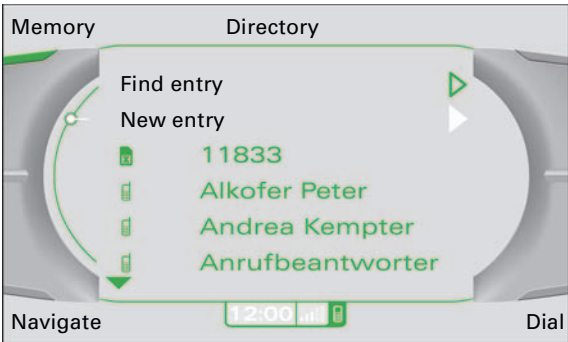 Memory Directory
Find entry
New entry
11833
Alkofer Peter
Andrea Kempter
Anrufbeantworter
Navigate 12:00 Dial